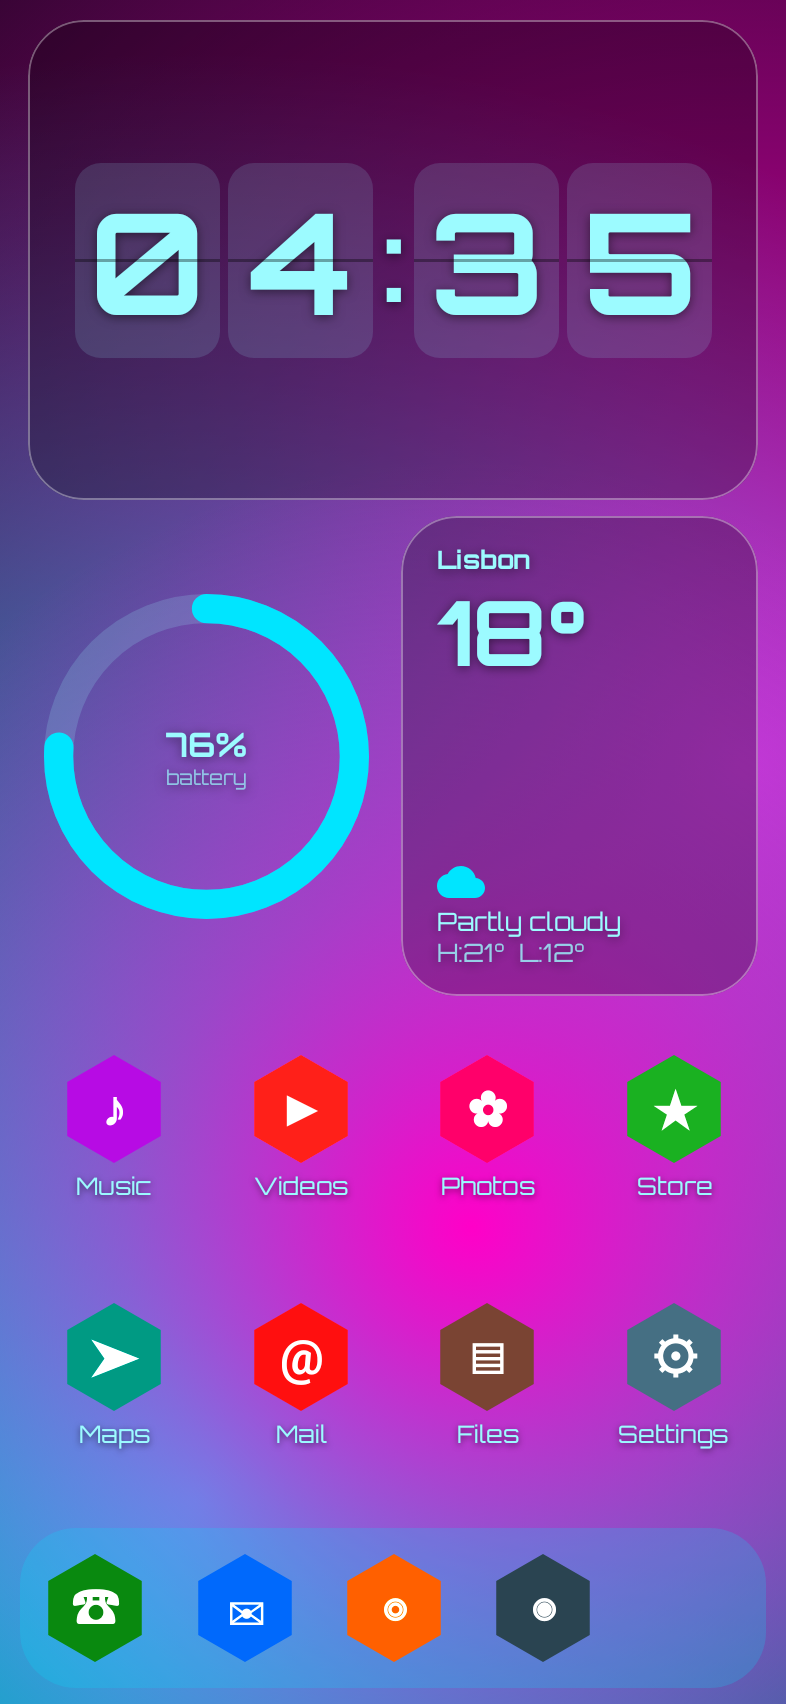 04:35
Lisbon
18°
76%
battery
Partly cloudy
H:21° L:12°
Music
Videos
Photos
Store
@
Maps
Mail
Files
Settings